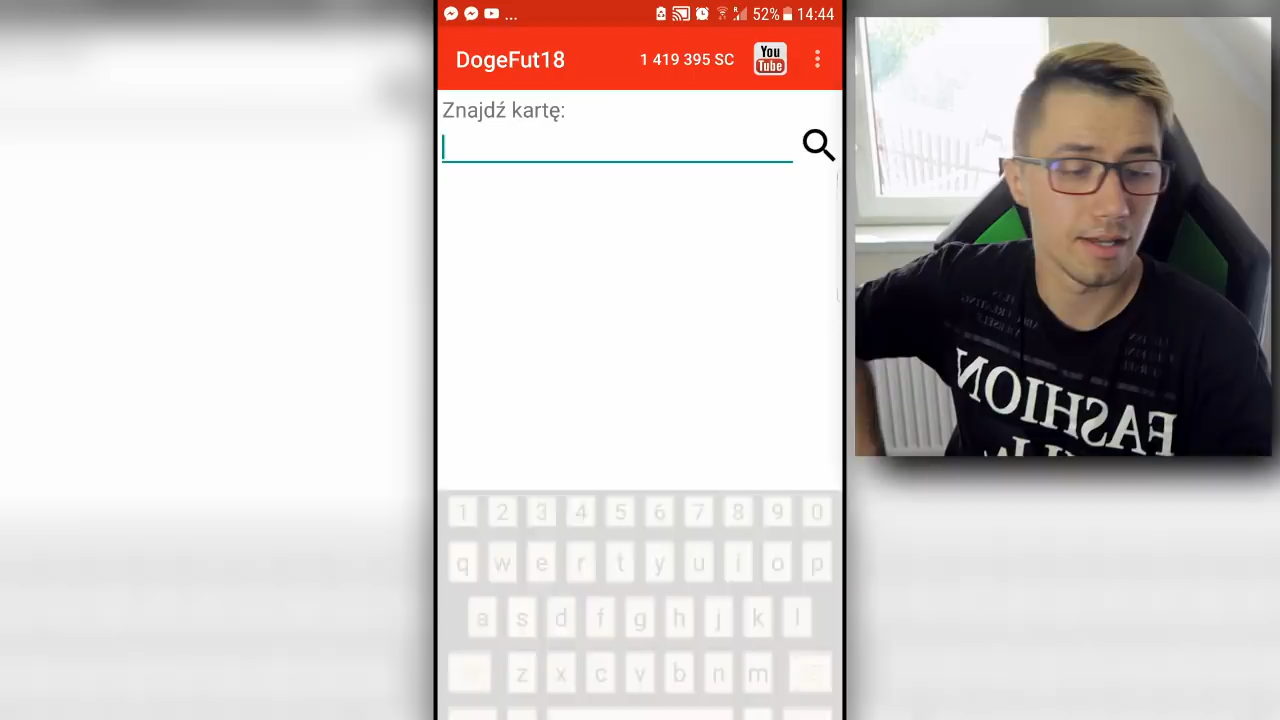 ... 52% 14:44
DogeFut18 1 419 395 SC You Tube
Znajdź kartę:
1 2 3 4 5 6 7 8 9 0
q w e r t y u i o p
a s d f g h j k l
z x c v b n m
FASHION